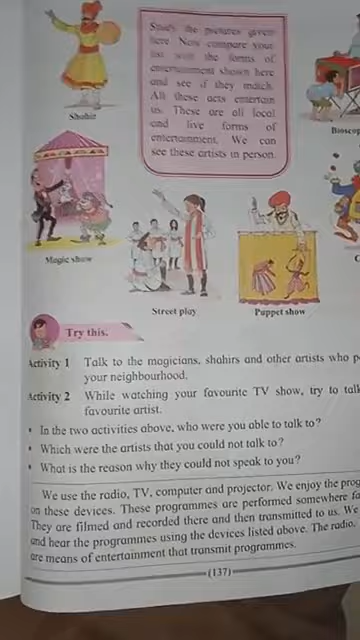 Study the pictures given
here. Now compare your
list with the forms of
entertainment shown here
and see if they match.
All these acts entertain
us. These are all local
and live forms of
entertainment. We can
see these artists in person.
Shahir
Bioscop
Magic show
Street play
Puppet show
C
Try this.
Activity 1 Talk to the magicians, shahirs and other artists who p
your neighbourhood.
Activity 2 While watching your favourite TV show, try to talk
favourite artist.
• In the two activities above, who were you able to talk to?
• Which were the artists that you could not talk to?
• What is the reason why they could not speak to you?
We use the radio, TV, computer and projector. We enjoy the prog
on these devices. These programmes are performed somewhere fa
They are filmed and recorded there and then transmitted to us. We
and hear the programmes using the devices listed above. The radio,
are means of entertainment that transmit programmes.
(137)